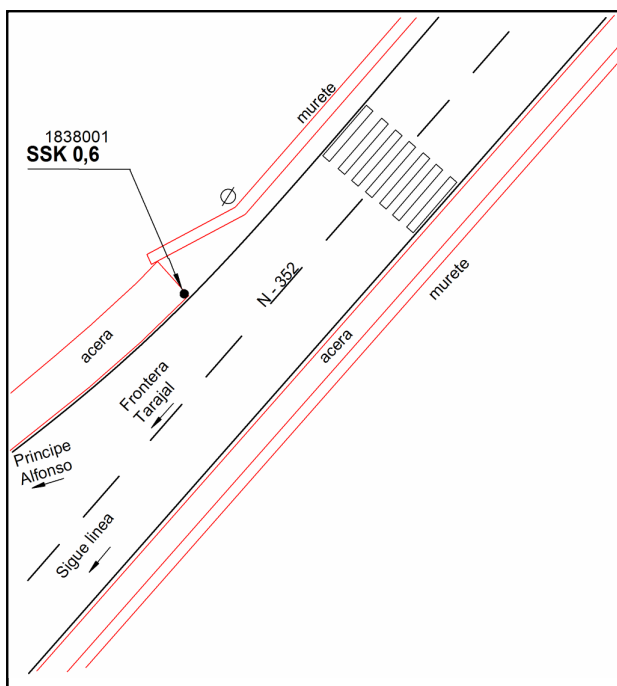 murete
1838001
SSK 0,6
N - 352
murete
acera
acera
Frontera
Tarajal
Principe
Alfonso
Sigue linea